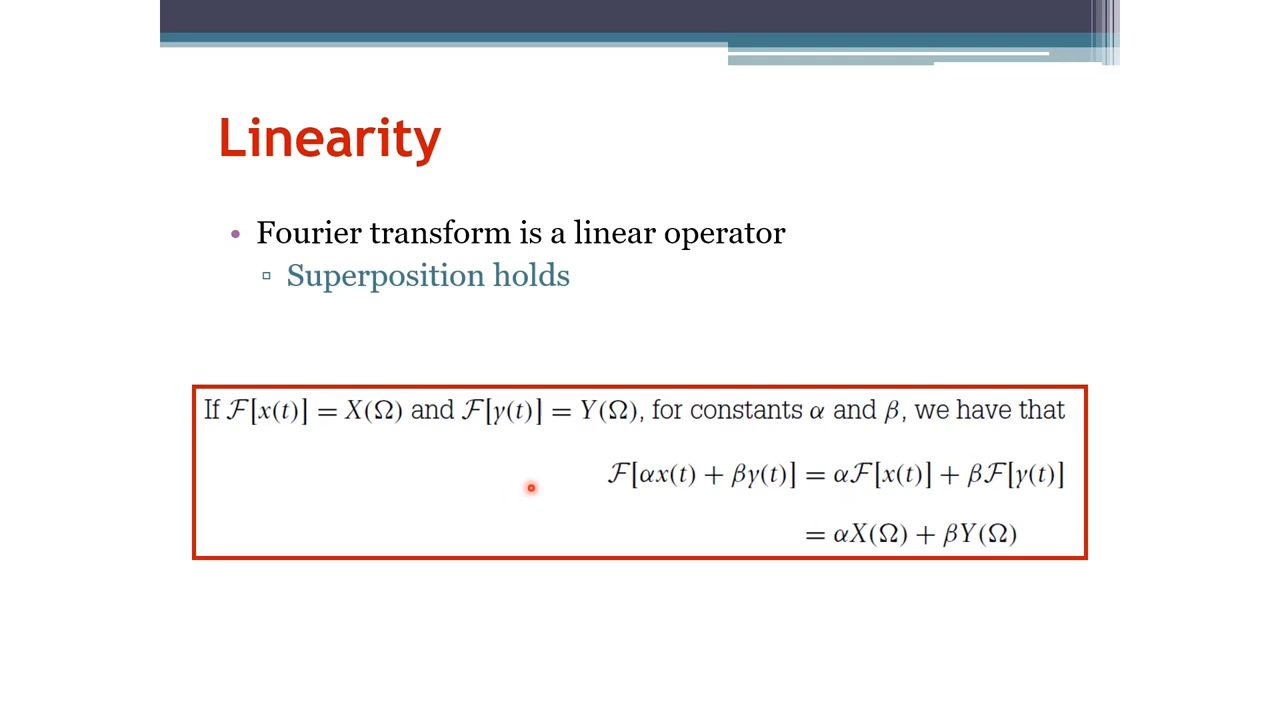 Linearity
• Fourier transform is a linear operator
▫ Superposition holds
If ℱ[x(t)] = X(Ω) and ℱ[y(t)] = Y(Ω), for constants α and β, we have that
ℱ[αx(t) + βy(t)] = αℱ[x(t)] + βℱ[y(t)]
= αX(Ω) + βY(Ω)